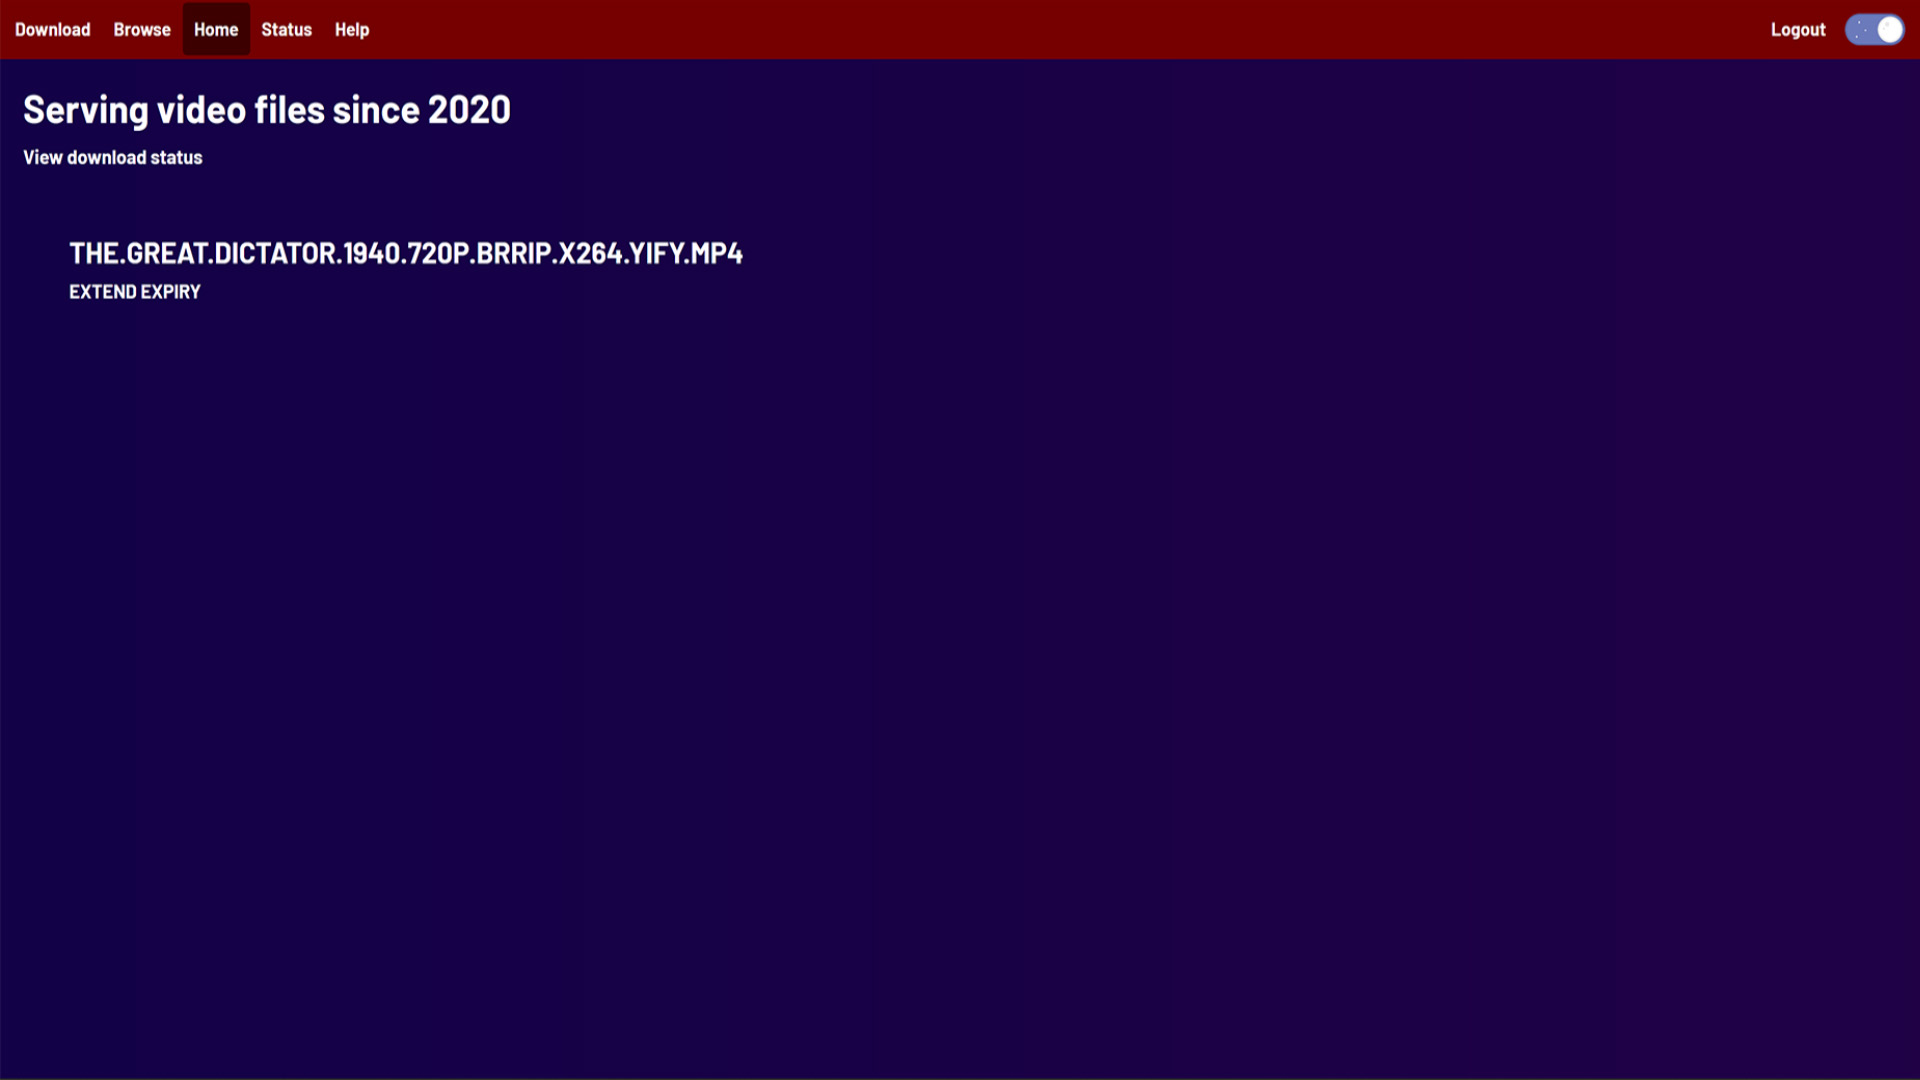 Download Browse Home Status Help Logout
Serving video files since 2020
View download status
THE.GREAT.DICTATOR.1940.720P.BRRIP.X264.YIFY.MP4
EXTEND EXPIRY